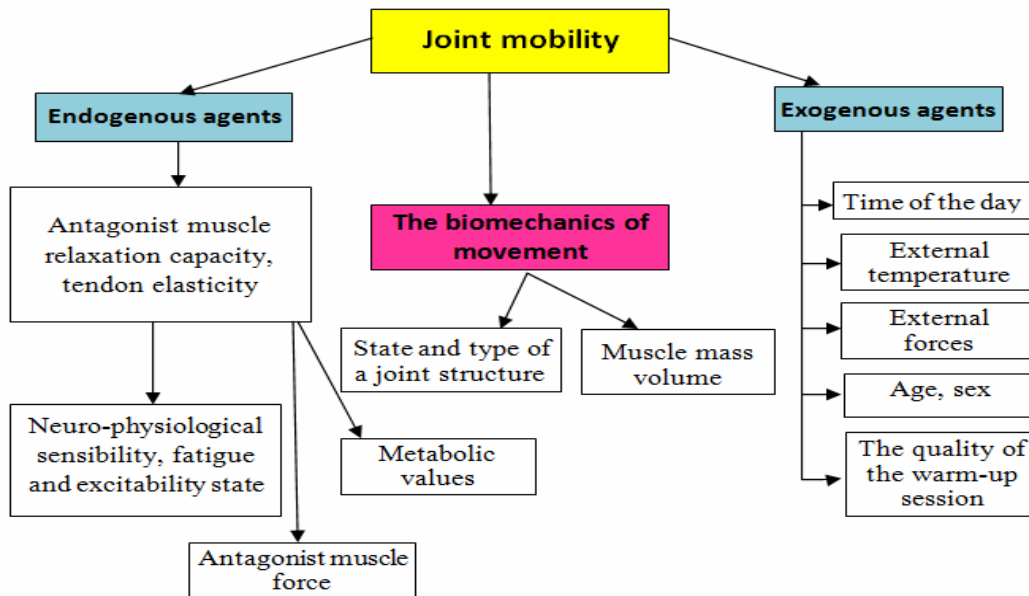 Joint mobility
Endogenous agents
Exogenous agents
Antagonist muscle
relaxation capacity,
tendon elasticity
The biomechanics of
movement
Time of the day
External
temperature
External
forces
Age, sex
The quality of
the warm-up
session
State and type of
a joint structure
Muscle mass
volume
Neuro-physiological
sensibility, fatigue
and excitability state
Metabolic
values
Antagonist muscle
force